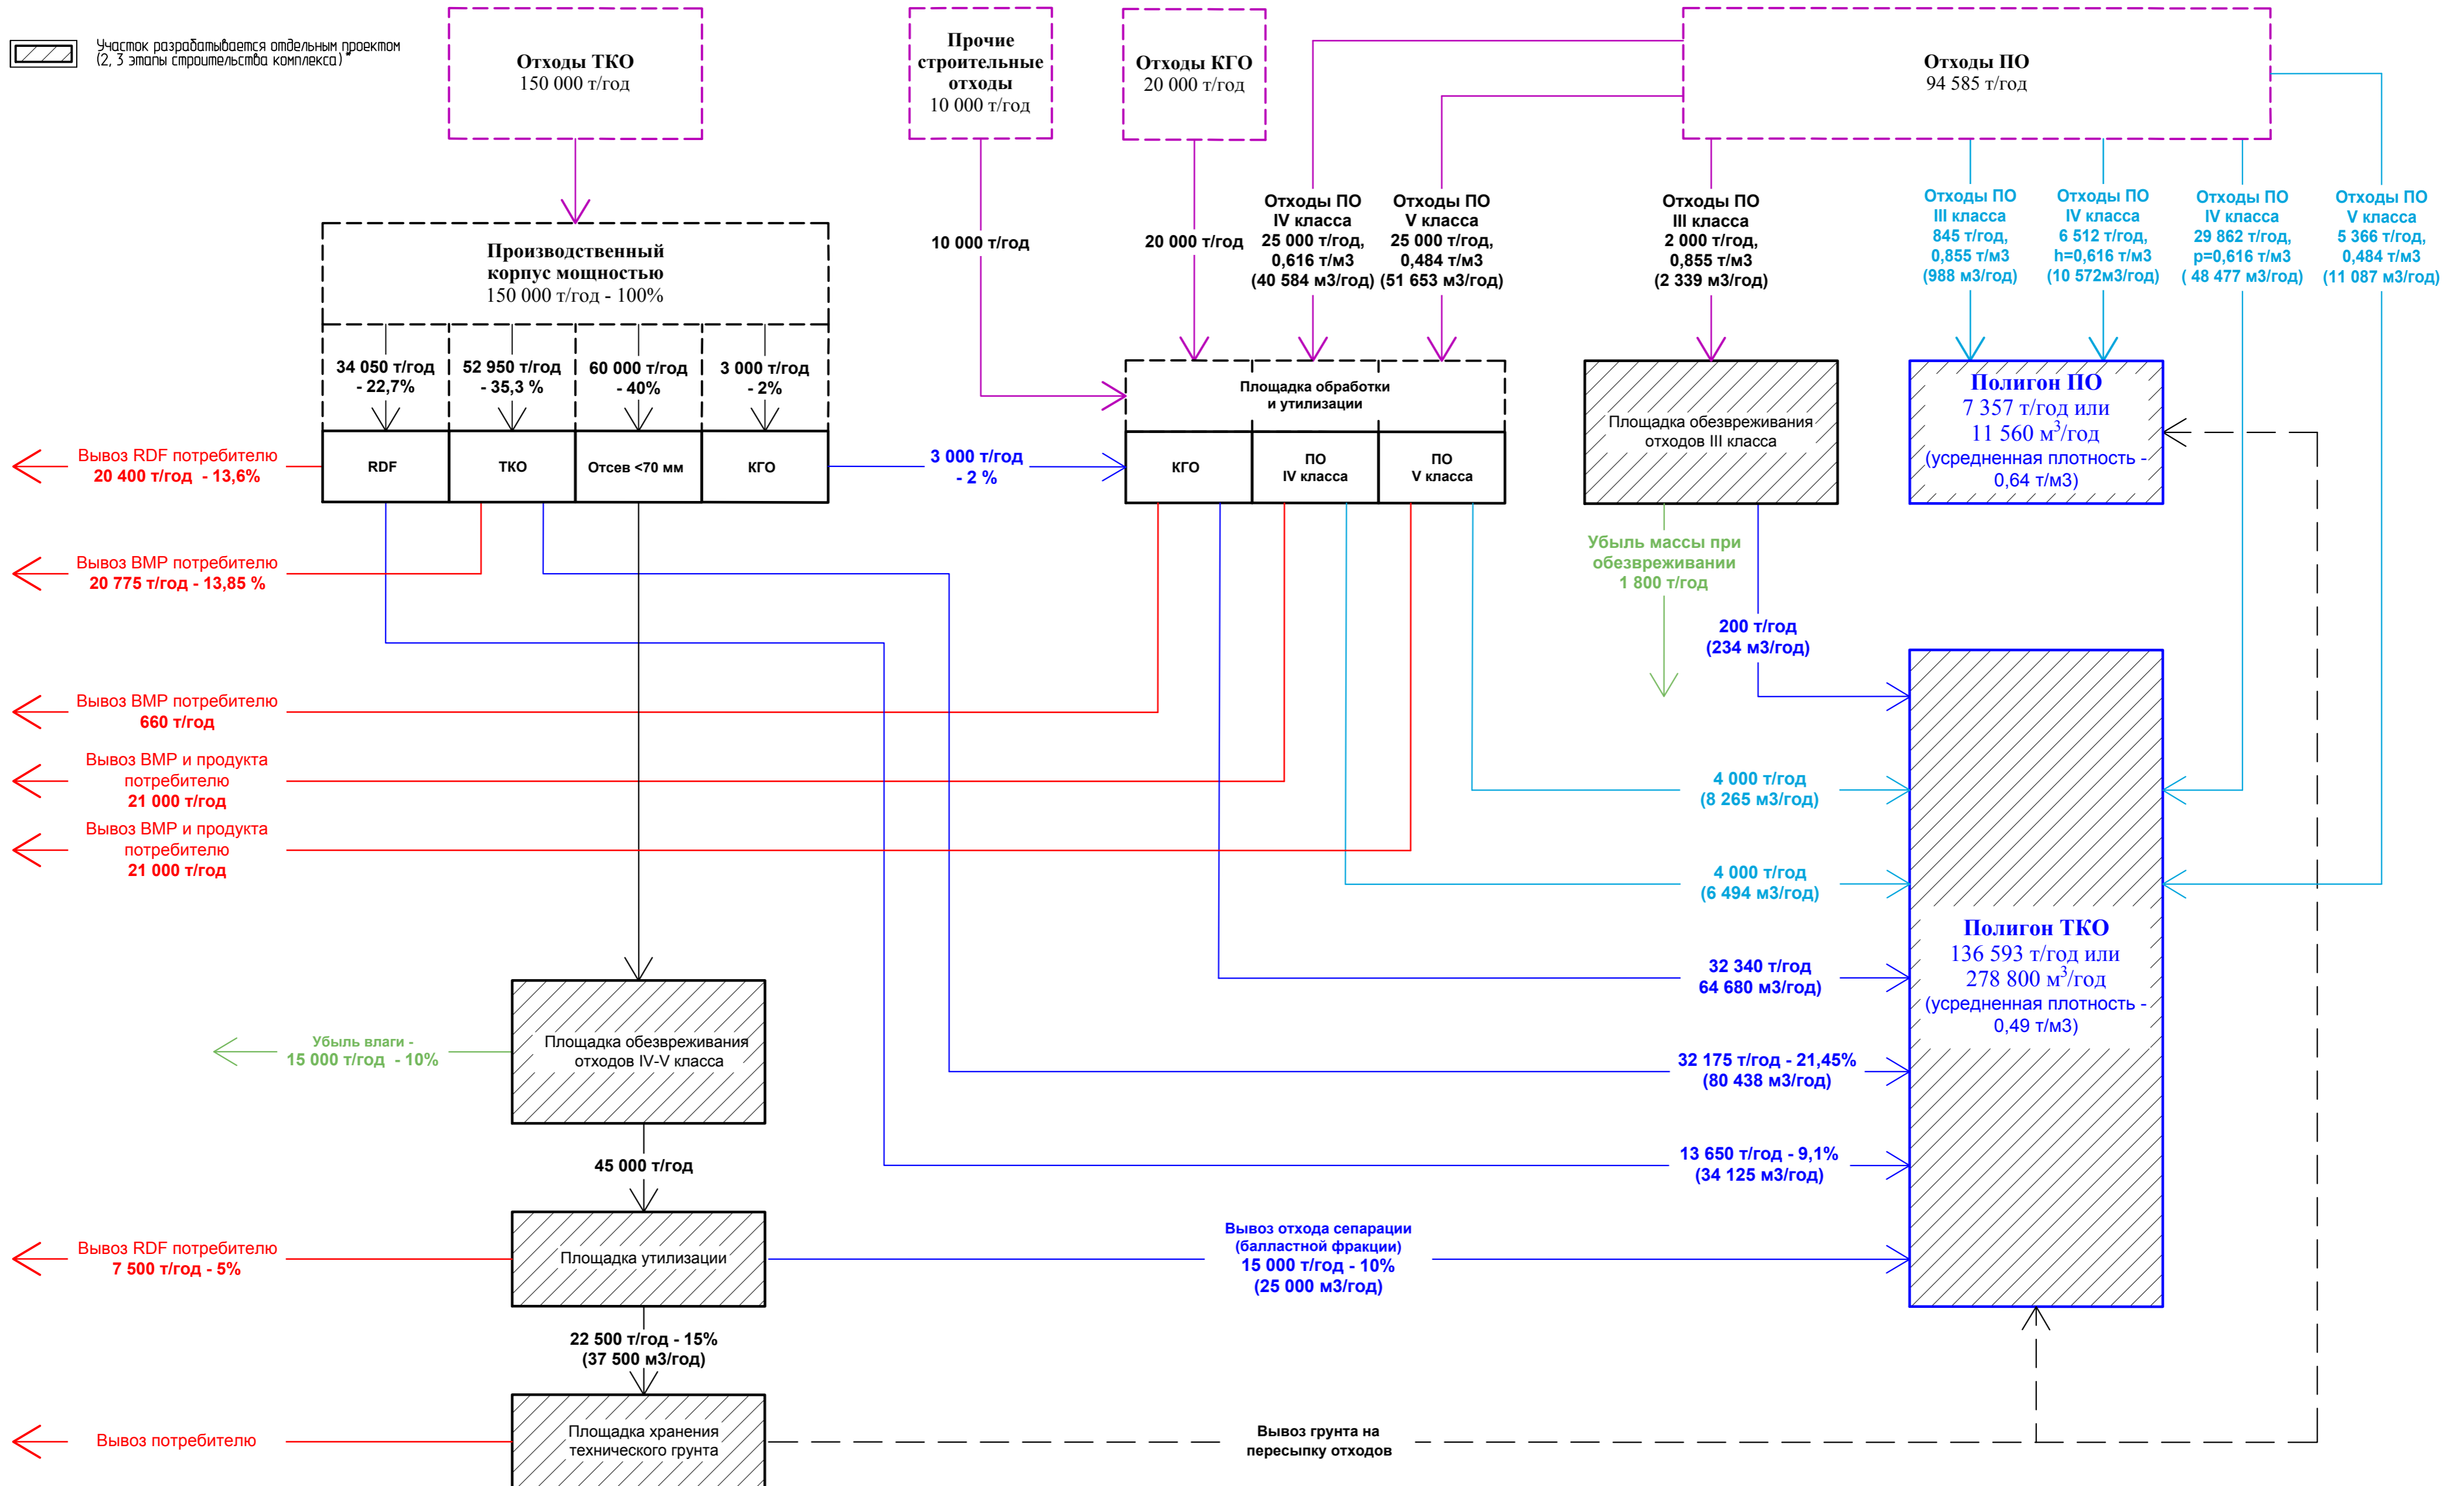 Участок разрабатывается отдельным проектом
(2, 3 этапы строительства комплекса)
Отходы ТКО
150 000 т/год
Прочие
строительные
отходы
10 000 т/год
Отходы КГО
20 000 т/год
Отходы ПО
94 585 т/год
Производственный
корпус мощностью
150 000 т/год - 100%
34 050 т/год
- 22,7%
52 950 т/год
- 35,3 %
60 000 т/год
- 40%
3 000 т/год
- 2%
RDF
ТКО
Отсев <70 мм
КГО
10 000 т/год
20 000 т/год
Отходы ПО
IV класса
25 000 т/год,
0,616 т/м3
(40 584 м3/год)
Отходы ПО
V класса
25 000 т/год,
0,484 т/м3
(51 653 м3/год)
Отходы ПО
III класса
2 000 т/год,
0,855 т/м3
(2 339 м3/год)
Отходы ПО
III класса
845 т/год,
0,855 т/м3
(988 м3/год)
Отходы ПО
IV класса
6 512 т/год,
h=0,616 т/м3
(10 572м3/год)
Отходы ПО
IV класса
29 862 т/год,
p=0,616 т/м3
( 48 477 м3/год)
Отходы ПО
V класса
5 366 т/год,
0,484 т/м3
(11 087 м3/год)
Площадка обработки
и утилизации
КГО
ПО
IV класса
ПО
V класса
Площадка обезвреживания
отходов III класса
Полигон ПО
7 357 т/год или
11 560 м³/год
(усредненная плотность -
0,64 т/м3)
Вывоз RDF потребителю
20 400 т/год - 13,6%
3 000 т/год
- 2 %
Вывоз ВМР потребителю
20 775 т/год - 13,85 %
Убыль массы при
обезвреживании
1 800 т/год
200 т/год
(234 м3/год)
Вывоз ВМР потребителю
660 т/год
Вывоз ВМР и продукта
потребителю
21 000 т/год
4 000 т/год
(8 265 м3/год)
Вывоз ВМР и продукта
потребителю
21 000 т/год
4 000 т/год
(6 494 м3/год)
Полигон ТКО
136 593 т/год или
278 800 м³/год
(усредненная плотность -
0,49 т/м3)
32 340 т/год
64 680 м3/год)
Убыль влаги -
15 000 т/год - 10%
Площадка обезвреживания
отходов IV-V класса
32 175 т/год - 21,45%
(80 438 м3/год)
45 000 т/год
13 650 т/год - 9,1%
(34 125 м3/год)
Вывоз RDF потребителю
7 500 т/год - 5%
Площадка утилизации
Вывоз отхода сепарации
(балластной фракции)
15 000 т/год - 10%
(25 000 м3/год)
22 500 т/год - 15%
(37 500 м3/год)
Вывоз потребителю
Площадка хранения
технического грунта
Вывоз грунта на
пересыпку отходов